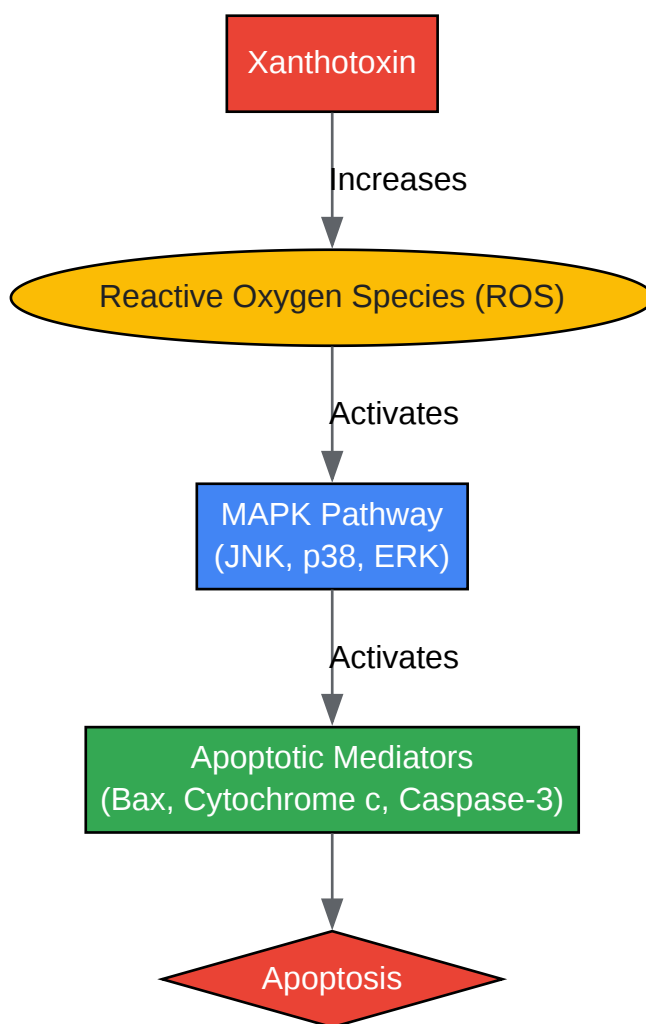 Xanthotoxin
Increases
Reactive Oxygen Species (ROS)
Activates
MAPK Pathway
(JNK, p38, ERK)
Activates
Apoptotic Mediators
(Bax, Cytochrome c, Caspase-3)
Apoptosis